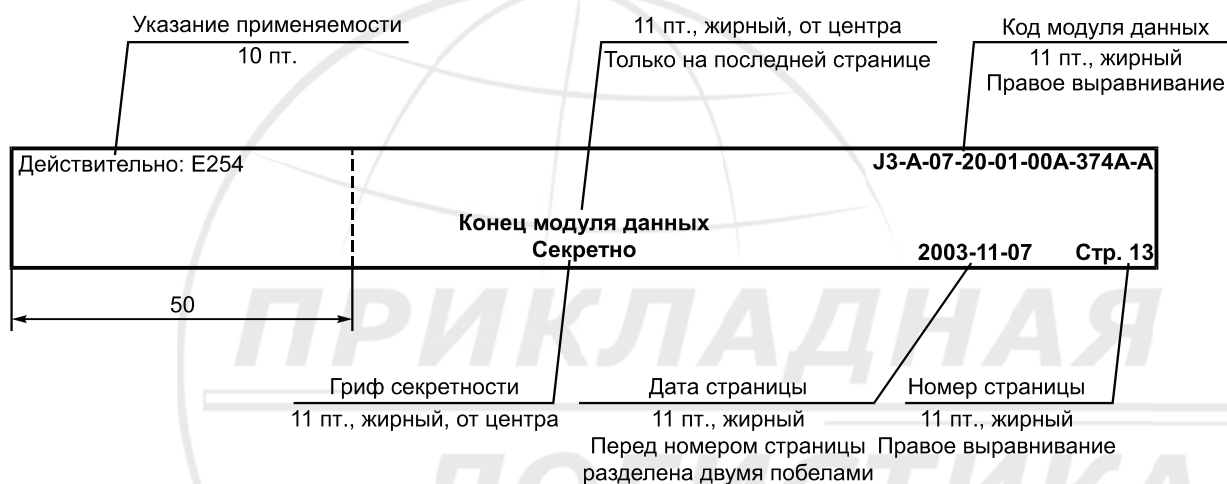 Указание применяемости
10 пт.
11 пт., жирный, от центра
Только на последней странице
Код модуля данных
11 пт., жирный
Правое выравнивание
Действительно: E254
J3-A-07-20-01-00A-374A-A
Конец модуля данных
Секретно
2003-11-07 Стр. 13
50
ПРИКЛАДНАЯ
Гриф секретности
11 пт., жирный, от центра
Дата страницы
11 пт., жирный
Перед номером страницы
разделена двумя побелами
Номер страницы
11 пт., жирный
Правое выравнивание
ЛОГИСТИКА